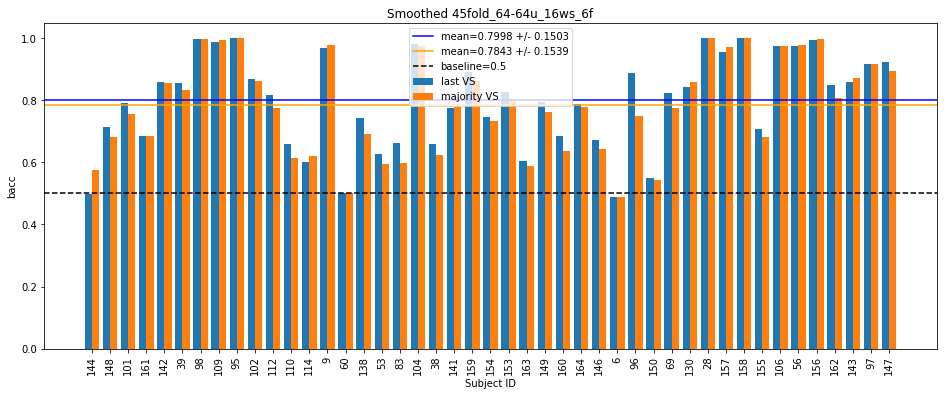 Smoothed 45fold_64-64u_16ws_6f
mean=0.7998 +/- 0.1503
mean=0.7843 +/- 0.1539
baseline=0.5
last VS
majority VS
bacc
1.0
0.8
0.6
0.4
0.2
0.0
144 148 101 161 142 39 98 109 95 102 112 110 114 9 60 138 53 83 104 38 141 159 154 153 163 149 160 164 146 6 96 150 69 130 28 157 158 155 106 56 156 162 143 97 147
Subject ID